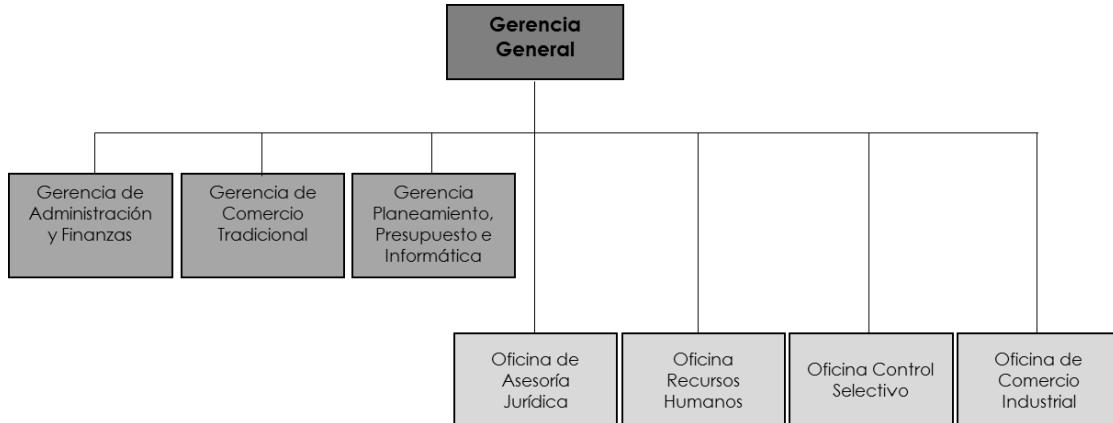 Gerencia
General
Gerencia de
Administración
y Finanzas
Gerencia de
Comercio
Tradicional
Gerencia
Planeamiento,
Presupuesto e
Informática
Oficina de
Asesoría
Jurídica
Oficina
Recursos
Humanos
Oficina Control
Selectivo
Oficina de
Comercio
Industrial